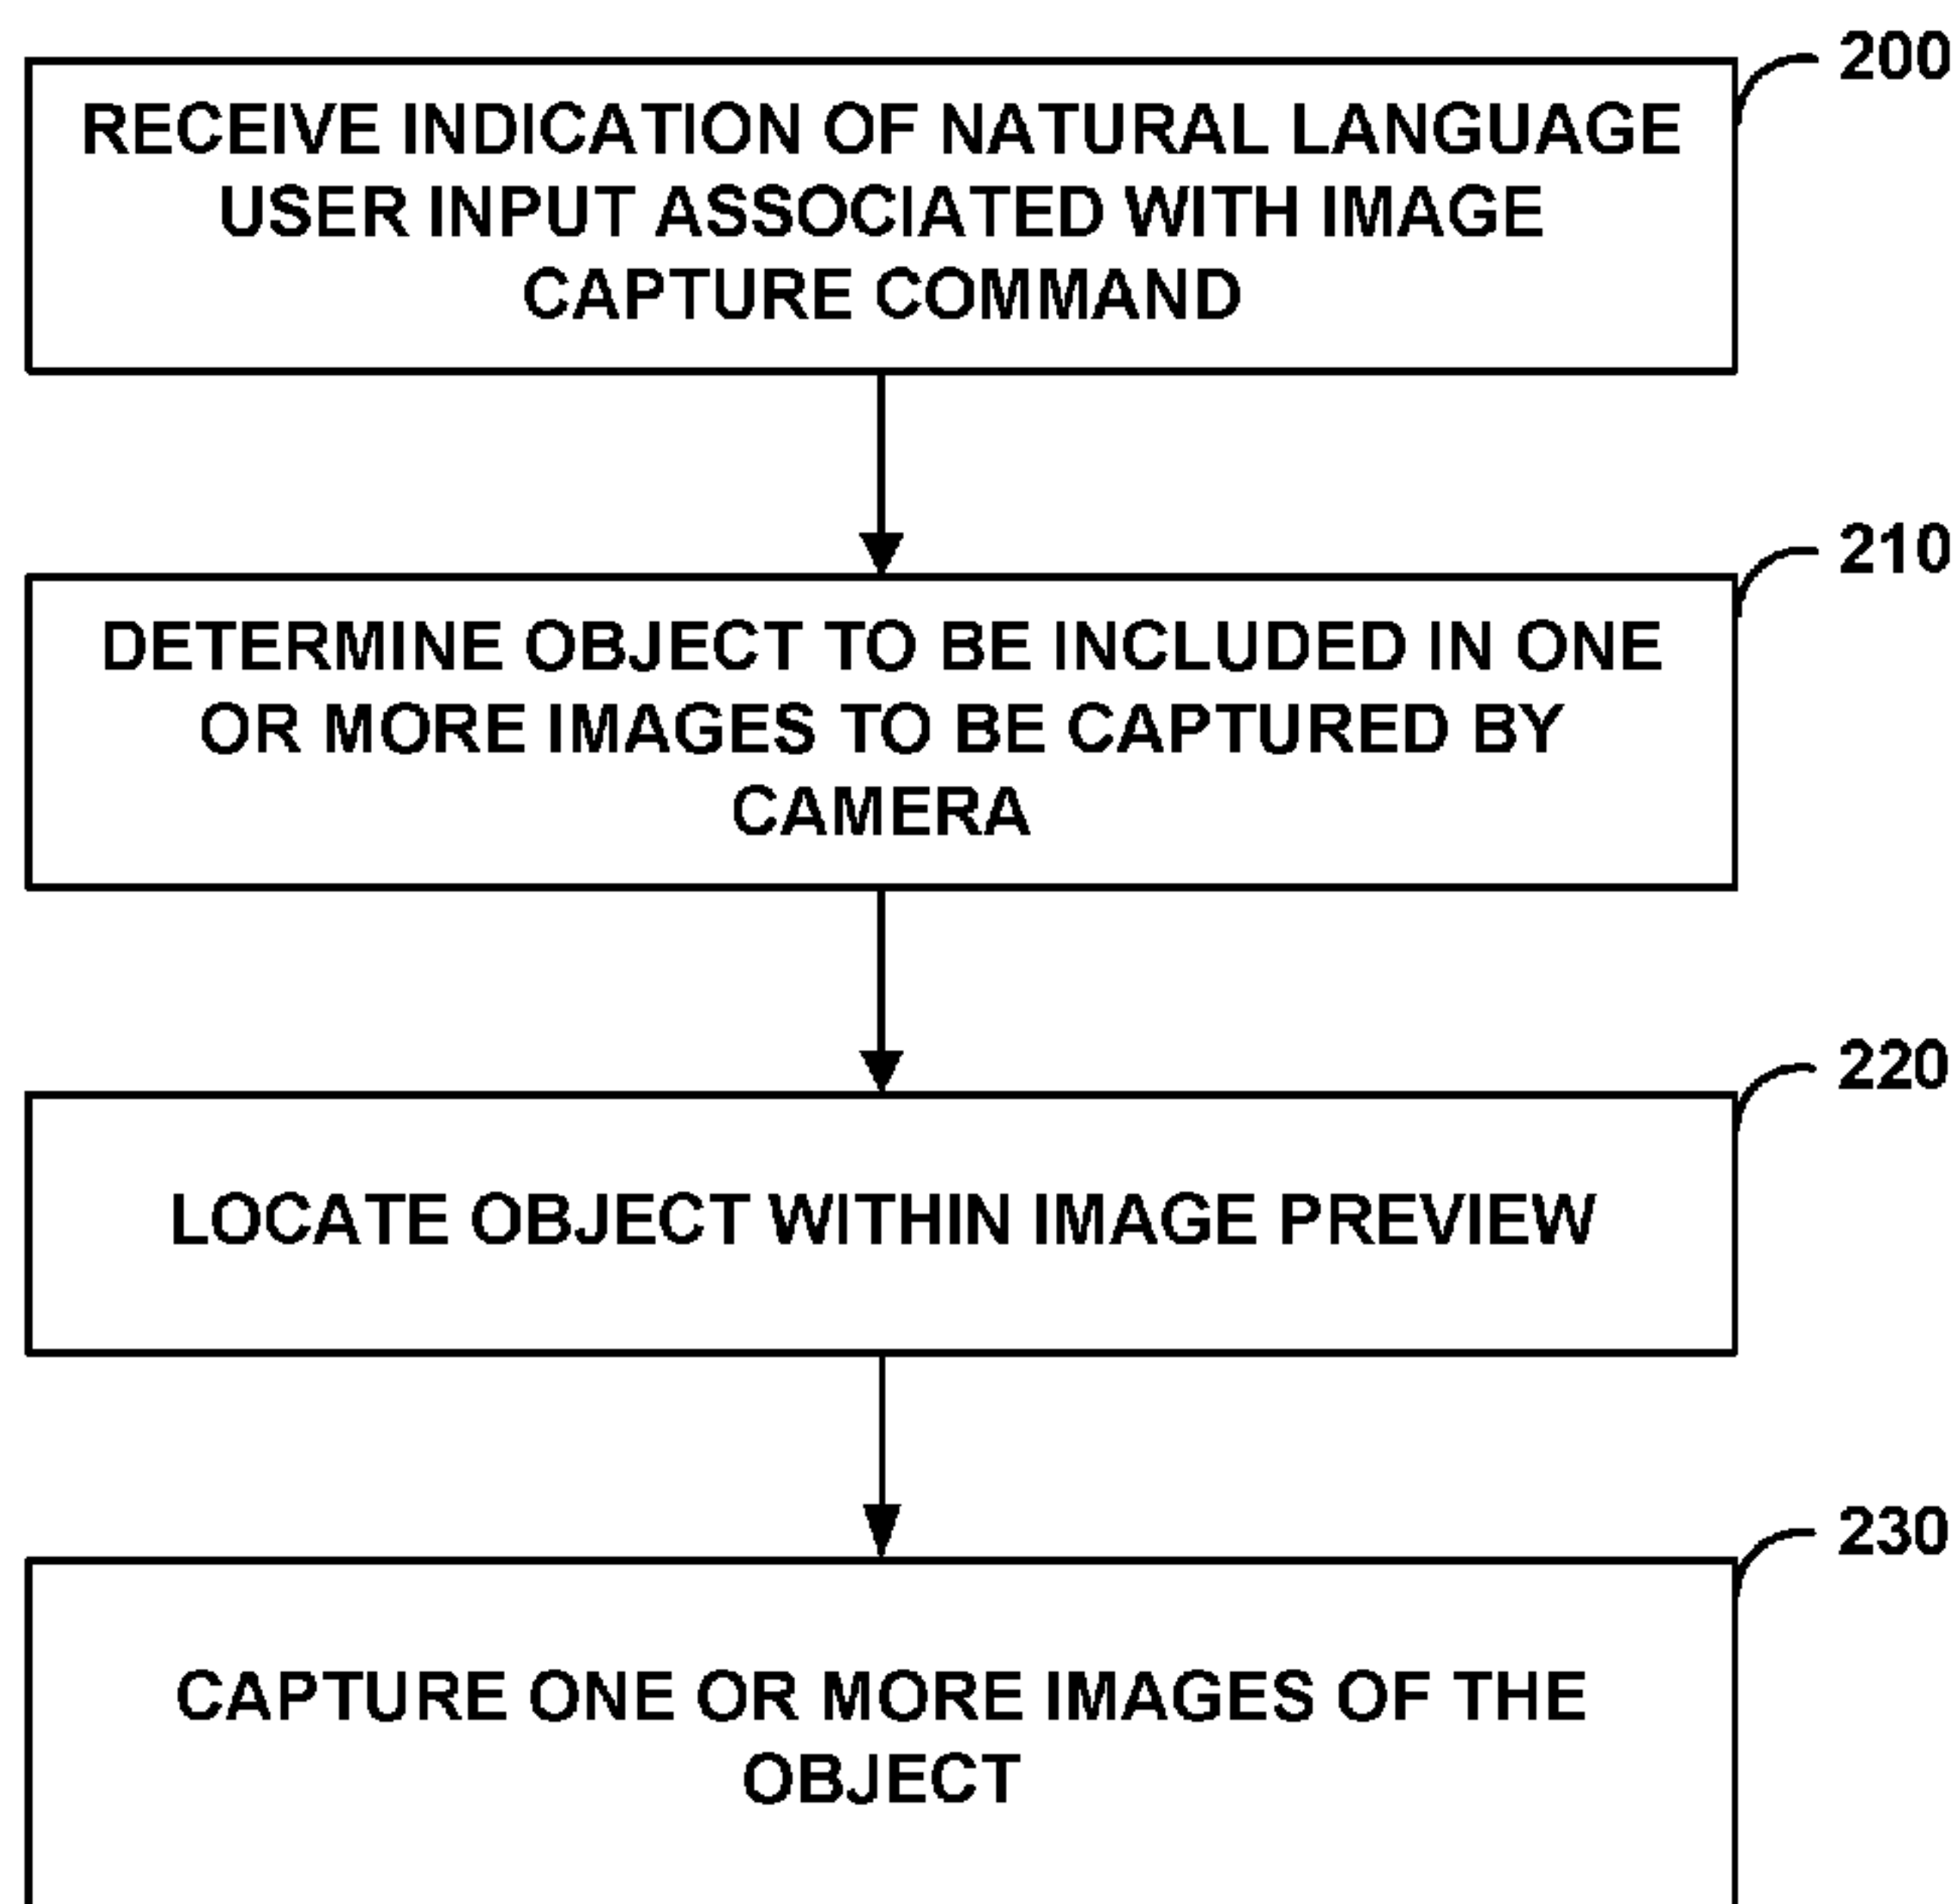 200
RECEIVE INDICATION OF NATURAL LANGUAGE
USER INPUT ASSOCIATED WITH IMAGE
CAPTURE COMMAND
210
DETERMINE OBJECT TO BE INCLUDED IN ONE
OR MORE IMAGES TO BE CAPTURED BY
CAMERA
220
LOCATE OBJECT WITHIN IMAGE PREVIEW
230
CAPTURE ONE OR MORE IMAGES OF THE
OBJECT